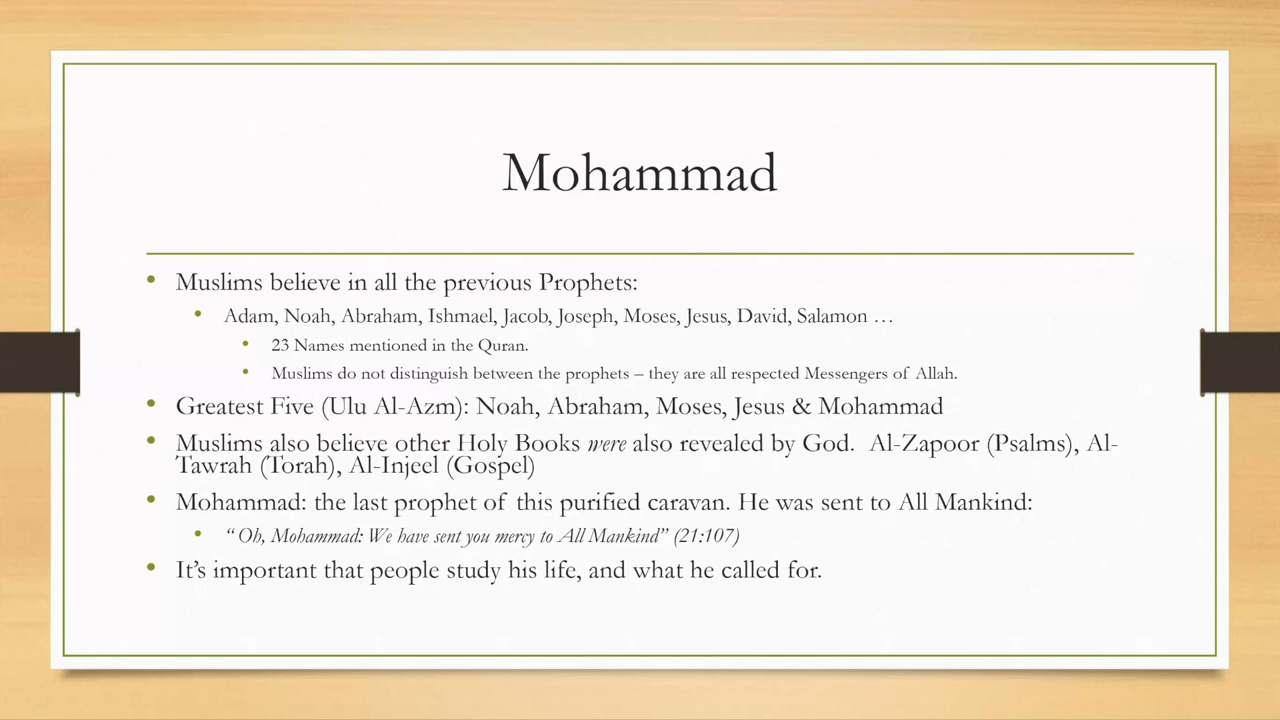 Mohammad
• Muslims believe in all the previous Prophets:
• Adam, Noah, Abraham, Ishmael, Jacob, Joseph, Moses, Jesus, David, Salamon …
• 23 Names mentioned in the Quran.
• Muslims do not distinguish between the prophets – they are all respected Messengers of Allah.
• Greatest Five (Ulu Al-Azm): Noah, Abraham, Moses, Jesus & Mohammad
• Muslims also believe other Holy Books were also revealed by God.  Al-Zapoor (Psalms), Al-
Tawrah (Torah), Al-Injeel (Gospel)
• Mohammad: the last prophet of this purified caravan. He was sent to All Mankind:
• “ Oh, Mohammad: We have sent you mercy to All Mankind” (21:107)
• It’s important that people study his life, and what he called for.